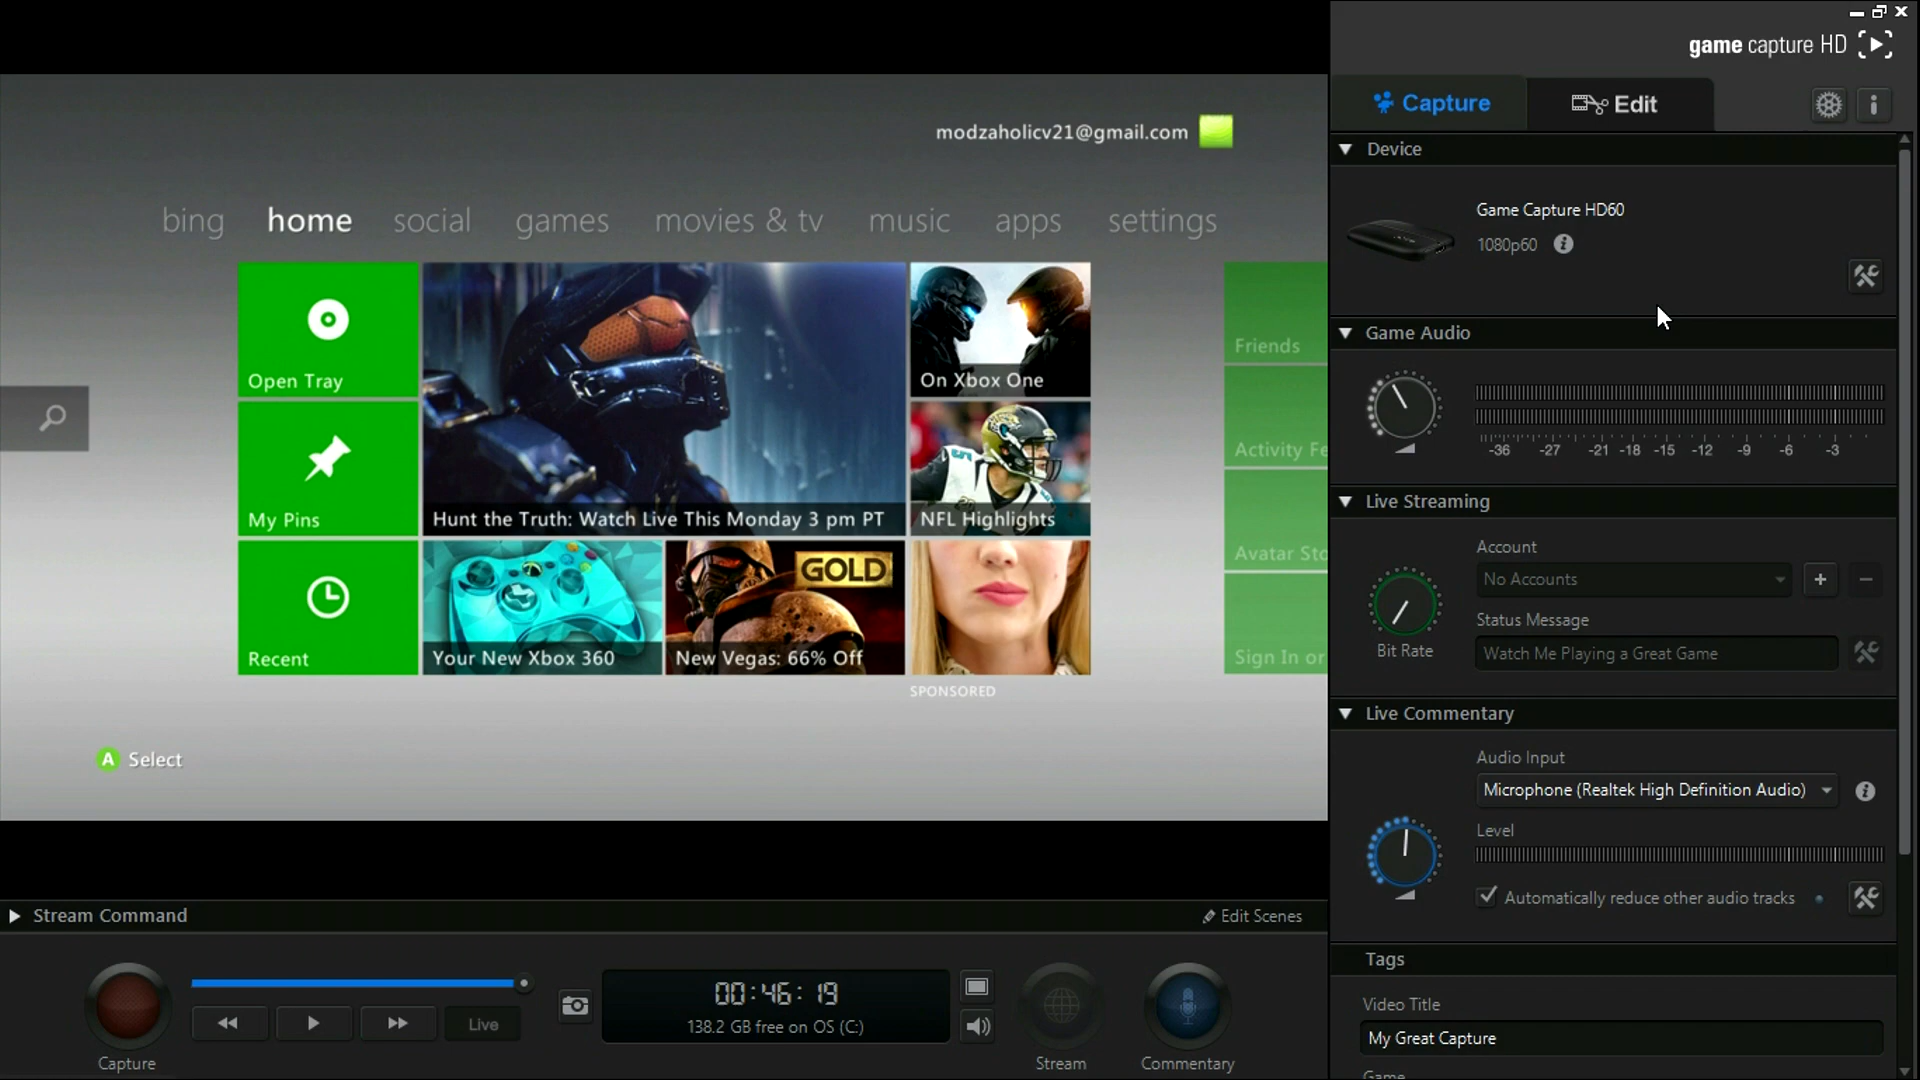 game capture HD
Capture
Edit
Device
Game Capture HD60
1080p60
Game Audio
-36 -27 -21 -18 -15 -12 -9 -6 -3
Live Streaming
Account
No Accounts
Status Message
Watch Me Playing a Great Game
Bit Rate
Live Commentary
Audio Input
Microphone (Realtek High Definition Audio)
Level
Automatically reduce other audio tracks
Tags
Video Title
My Great Capture
Game
modzaholicv21@gmail.com
bing home social games movies & tv music apps settings
Open Tray
My Pins
Recent
Hunt the Truth: Watch Live This Monday 3 pm PT
On Xbox One
NFL Highlights
Your New Xbox 360
GOLD
New Vegas: 66% Off
SPONSORED
Friends
Activity Fe
Avatar Sto
Sign In or
A Select
Stream Command
Edit Scenes
Live
00:46:19
138.2 GB free on OS (C:)
Capture
Stream
Commentary